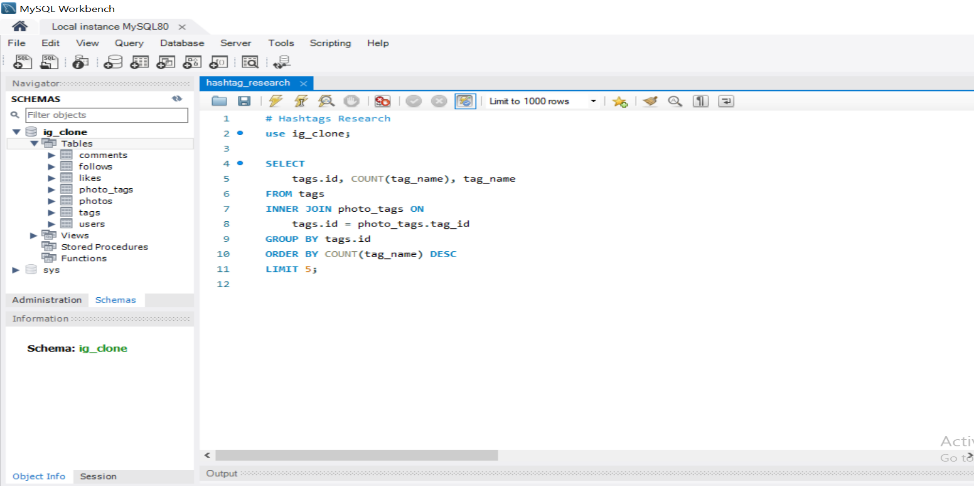 MySQL Workbench
Local instance MySQL80 ×
File Edit View Query Database Server Tools Scripting Help
Navigator
hashtag_research ×
SCHEMAS
Limit to 1000 rows
Filter objects
ig_clone
Tables
comments
follows
likes
photo_tags
photos
tags
users
Views
Stored Procedures
Functions
sys
1 # Hashtags Research
2 use ig_clone;
3
4 SELECT
5 tags.id, COUNT(tag_name), tag_name
6 FROM tags
7 INNER JOIN photo_tags ON
8 tags.id = photo_tags.tag_id
9 GROUP BY tags.id
10 ORDER BY COUNT(tag_name) DESC
11 LIMIT 5;
12
Administration Schemas
Information
Schema: ig_clone
Object Info Session
Output
Activ
Go to